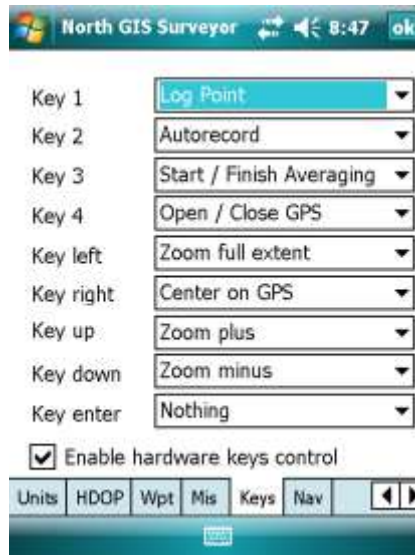 North GIS Surveyor 8:47 ok
Key 1 Log Point
Key 2 Autorecord
Key 3 Start / Finish Averaging
Key 4 Open / Close GPS
Key left Zoom full extent
Key right Center on GPS
Key up Zoom plus
Key down Zoom minus
Key enter Nothing
Enable hardware keys control
Units HDOP Wpt Mis Keys Nav